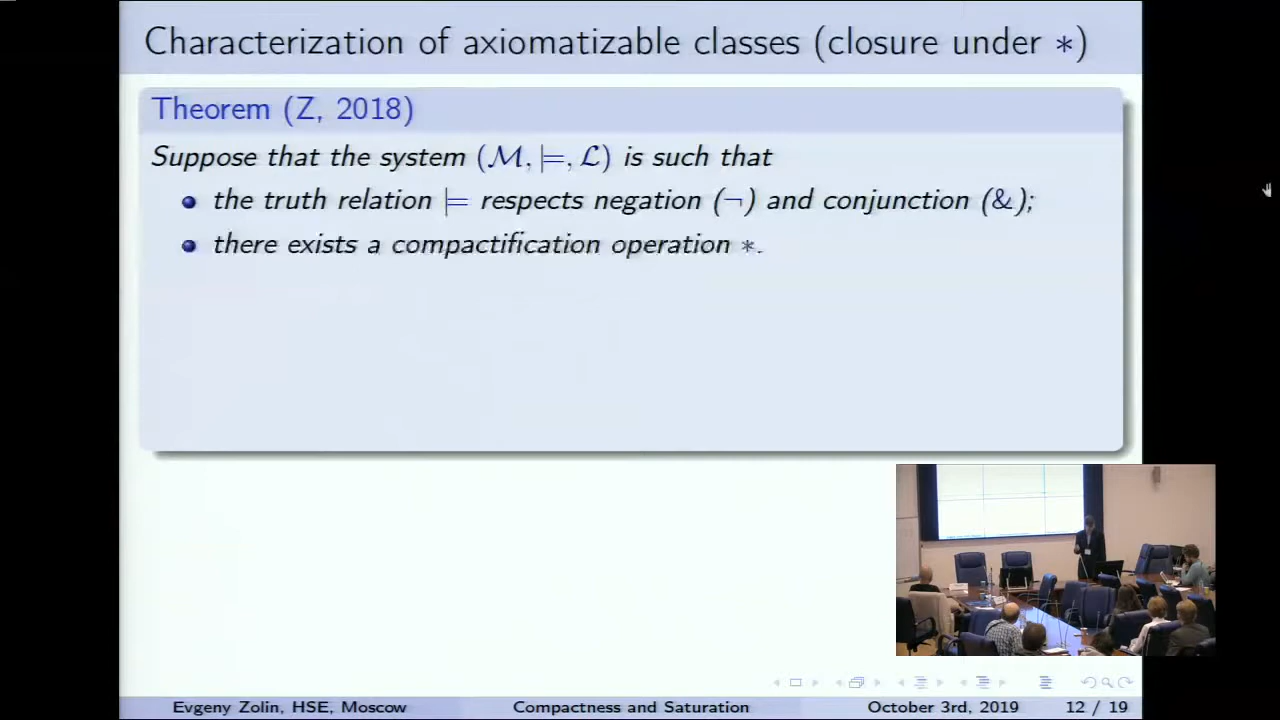 Characterization of axiomatizable classes (closure under ∗)
Theorem (Z, 2018)
Suppose that the system (ℳ, ⊨, ℒ) is such that
the truth relation ⊨ respects negation (¬) and conjunction (&);
there exists a compactification operation ∗.
Evgeny Zolin, HSE, Moscow Compactness and Saturation October 3rd, 2019 12 / 19